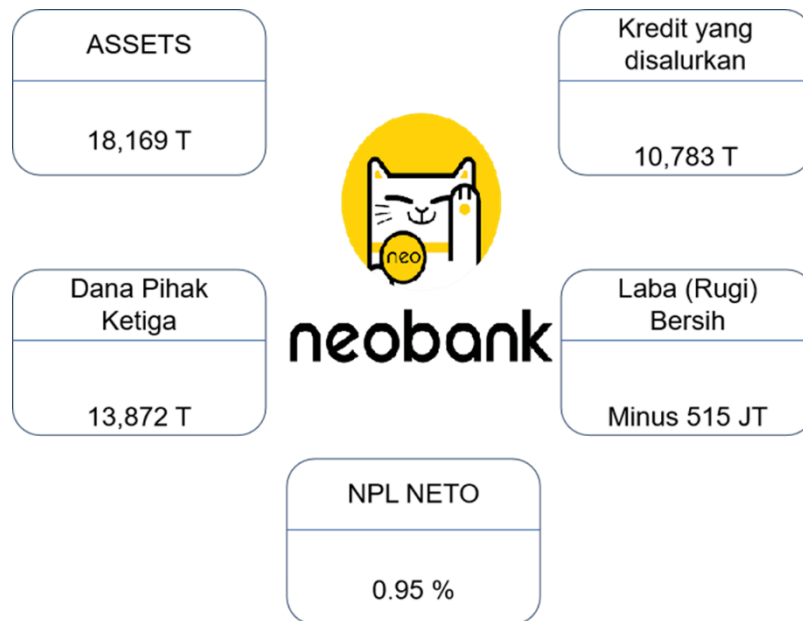 ASSETS
18,169 T
Kredit yang
disalurkan
10,783 T
neo
neobank
Dana Pihak
Ketiga
13,872 T
Laba (Rugi)
Bersih
Minus 515 JT
NPL NETO
0.95 %